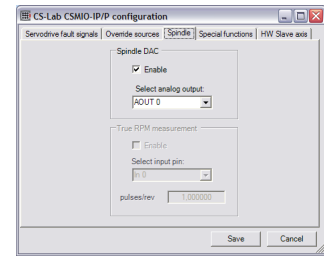 CS-Lab CSMIO-IP/P configuration
Servodrive fault signals Override sources Spindle Special functions HW Slave axis
Spindle DAC
Enable
Select analog output:
AOUT 0
True RPM measurement
Enable
Select input pin:
In 0
pulses/rev 1.000000
Save Cancel